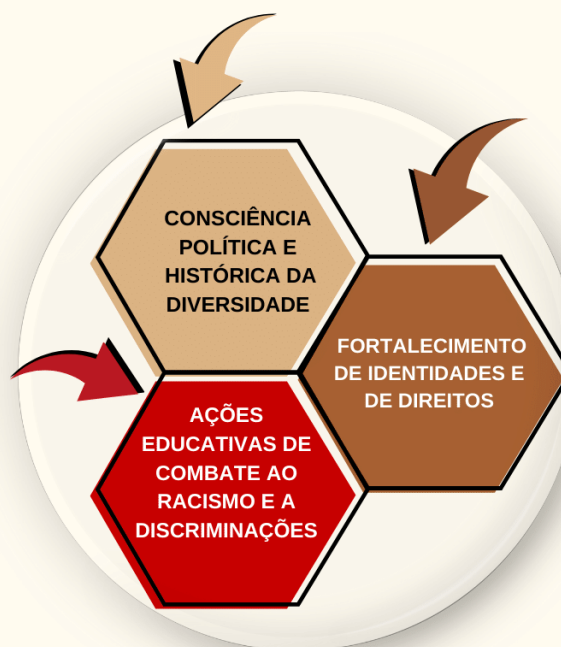 CONSCIÊNCIA
POLÍTICA E
HISTÓRICA DA
DIVERSIDADE
FORTALECIMENTO
DE IDENTIDADES E
DE DIREITOS
AÇÕES
EDUCATIVAS DE
COMBATE AO
RACISMO E A
DISCRIMINAÇÕES